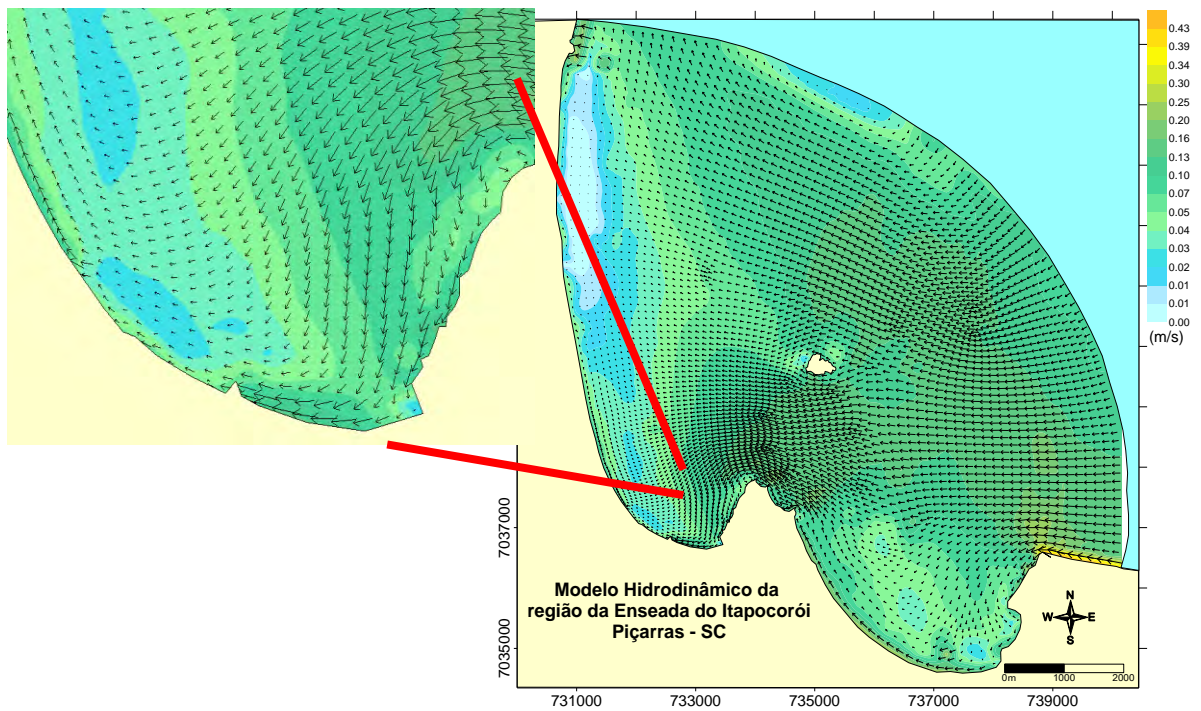 0.43
0.39
0.34
0.30
0.25
0.20
0.16
0.13
0.10
0.07
0.05
0.04
0.03
0.02
0.01
0.01
0.00
(m/s)
7037000
7035000
Modelo Hidrodinâmico da
região da Enseada do Itapocorói
Piçarras - SC
N
W E
S
0m 1000 2000
731000 733000 735000 737000 739000